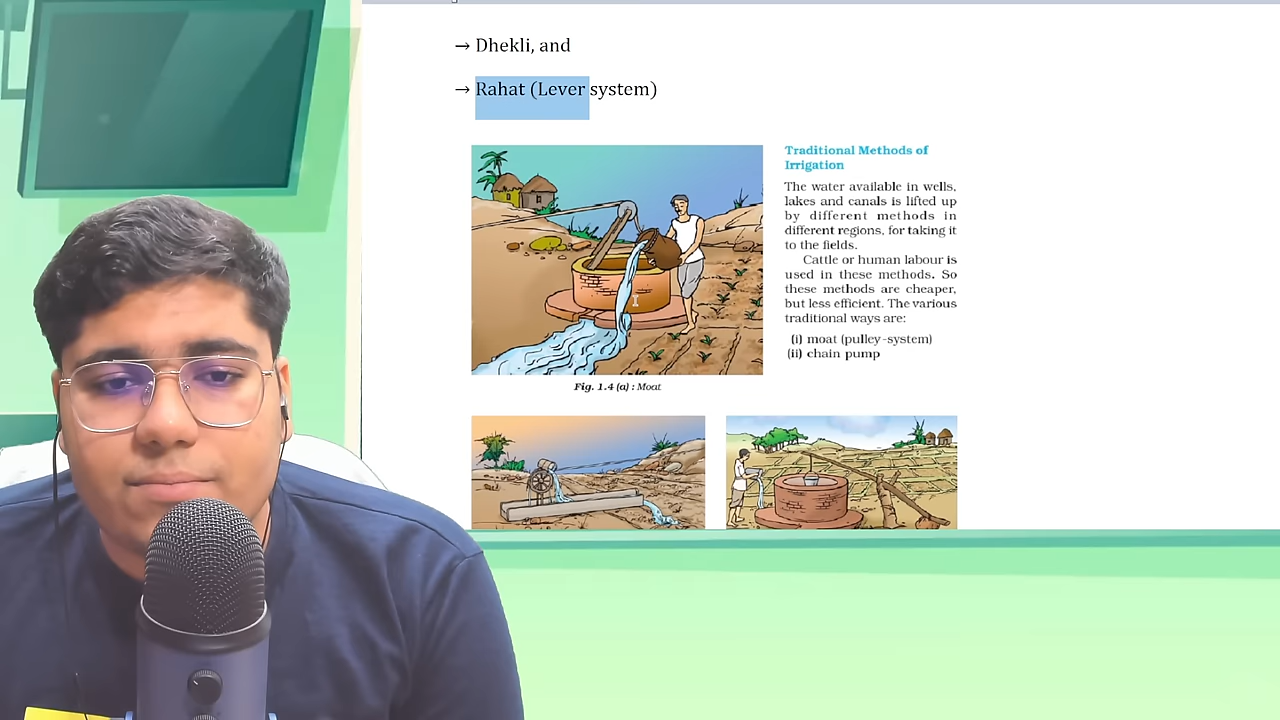 → Dhekli, and
→ Rahat (Lever system)
Traditional Methods of
Irrigation
The water available in wells,
lakes and canals is lifted up
by different methods in
different regions, for taking it
to the fields.
Cattle or human labour is
used in these methods. So
these methods are cheaper,
but less efficient. The various
traditional ways are:
(i) moat (pulley-system)
(ii) chain pump
Fig. 1.4 (a) : Moat